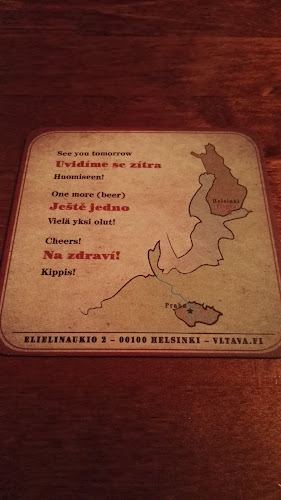 See you tomorrow
Uvidíme se zítra
Huomiseen!
One more (beer)
Ještě jedno
Vielä yksi olut!
Cheers!
Na zdraví!
Kippis!
Helsinki
Praha
ELIELINAUKIO 2 – 00100 HELSINKI – VLTAVA.FI